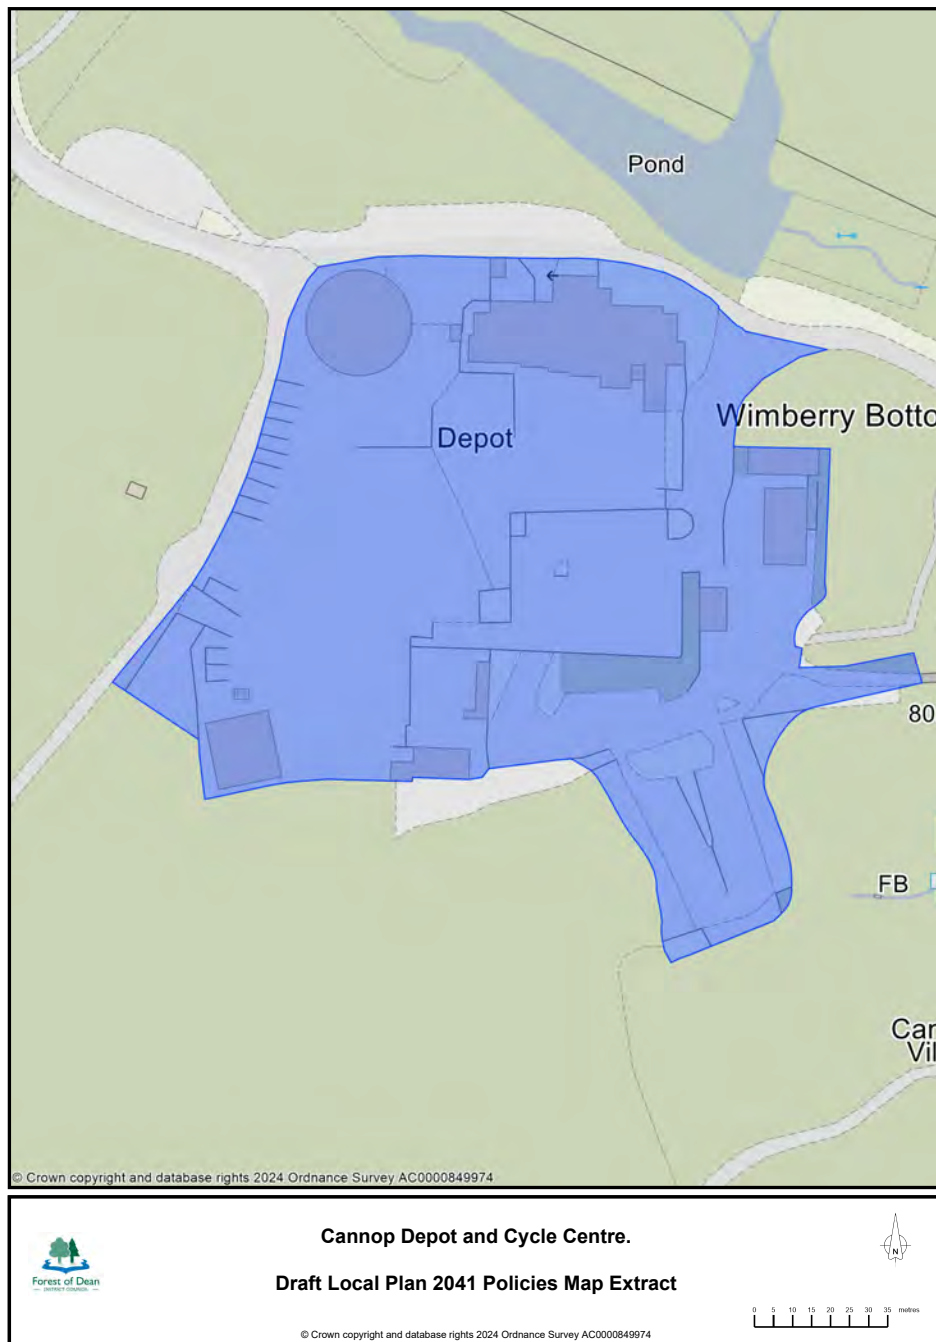 Pond
Wimberry Botto
Depot
80
FB
Car
Vil
© Crown copyright and database rights 2024 Ordnance Survey AC0000849974
Cannop Depot and Cycle Centre.
Draft Local Plan 2041 Policies Map Extract
© Crown copyright and database rights 2024 Ordnance Survey AC0000849974
Forest of Dean
DISTRICT COUNCIL
N
0 5 10 15 20 25 30 35 metres